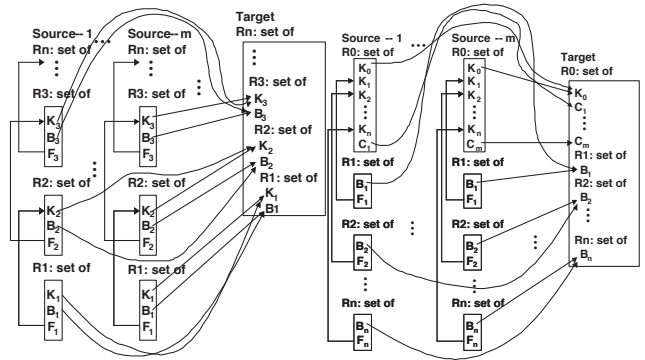 Source-- 1
Rn: set of
R3: set of
K3
B3
F3
R2: set of
K2
B2
F2
R1: set of
K1
B1
F1
Source-- m
Rn: set of
R3: set of
K3
B3
F3
R2: set of
K2
B2
F2
R1: set of
K1
B1
F1
Target
Rn: set of
R3: set of
K3
B3
R2: set of
K2
B2
R1: set of
K1
B1
Source -- 1
R0: set of
K0
K1
K2
Kn
C1
R1: set of
B1
F1
R2: set of
B2
F2
Rn: set of
Bn
Fn
Source -- m
R0: set of
K0
K1
K2
Kn
Cm
R1: set of
B1
F1
R2: set of
B2
F2
Rn: set of
Bn
Fn
Target
R0: set of
K0
C1
Cm
R1: set of
B1
R2: set of
B2
Rn: set of
Bn